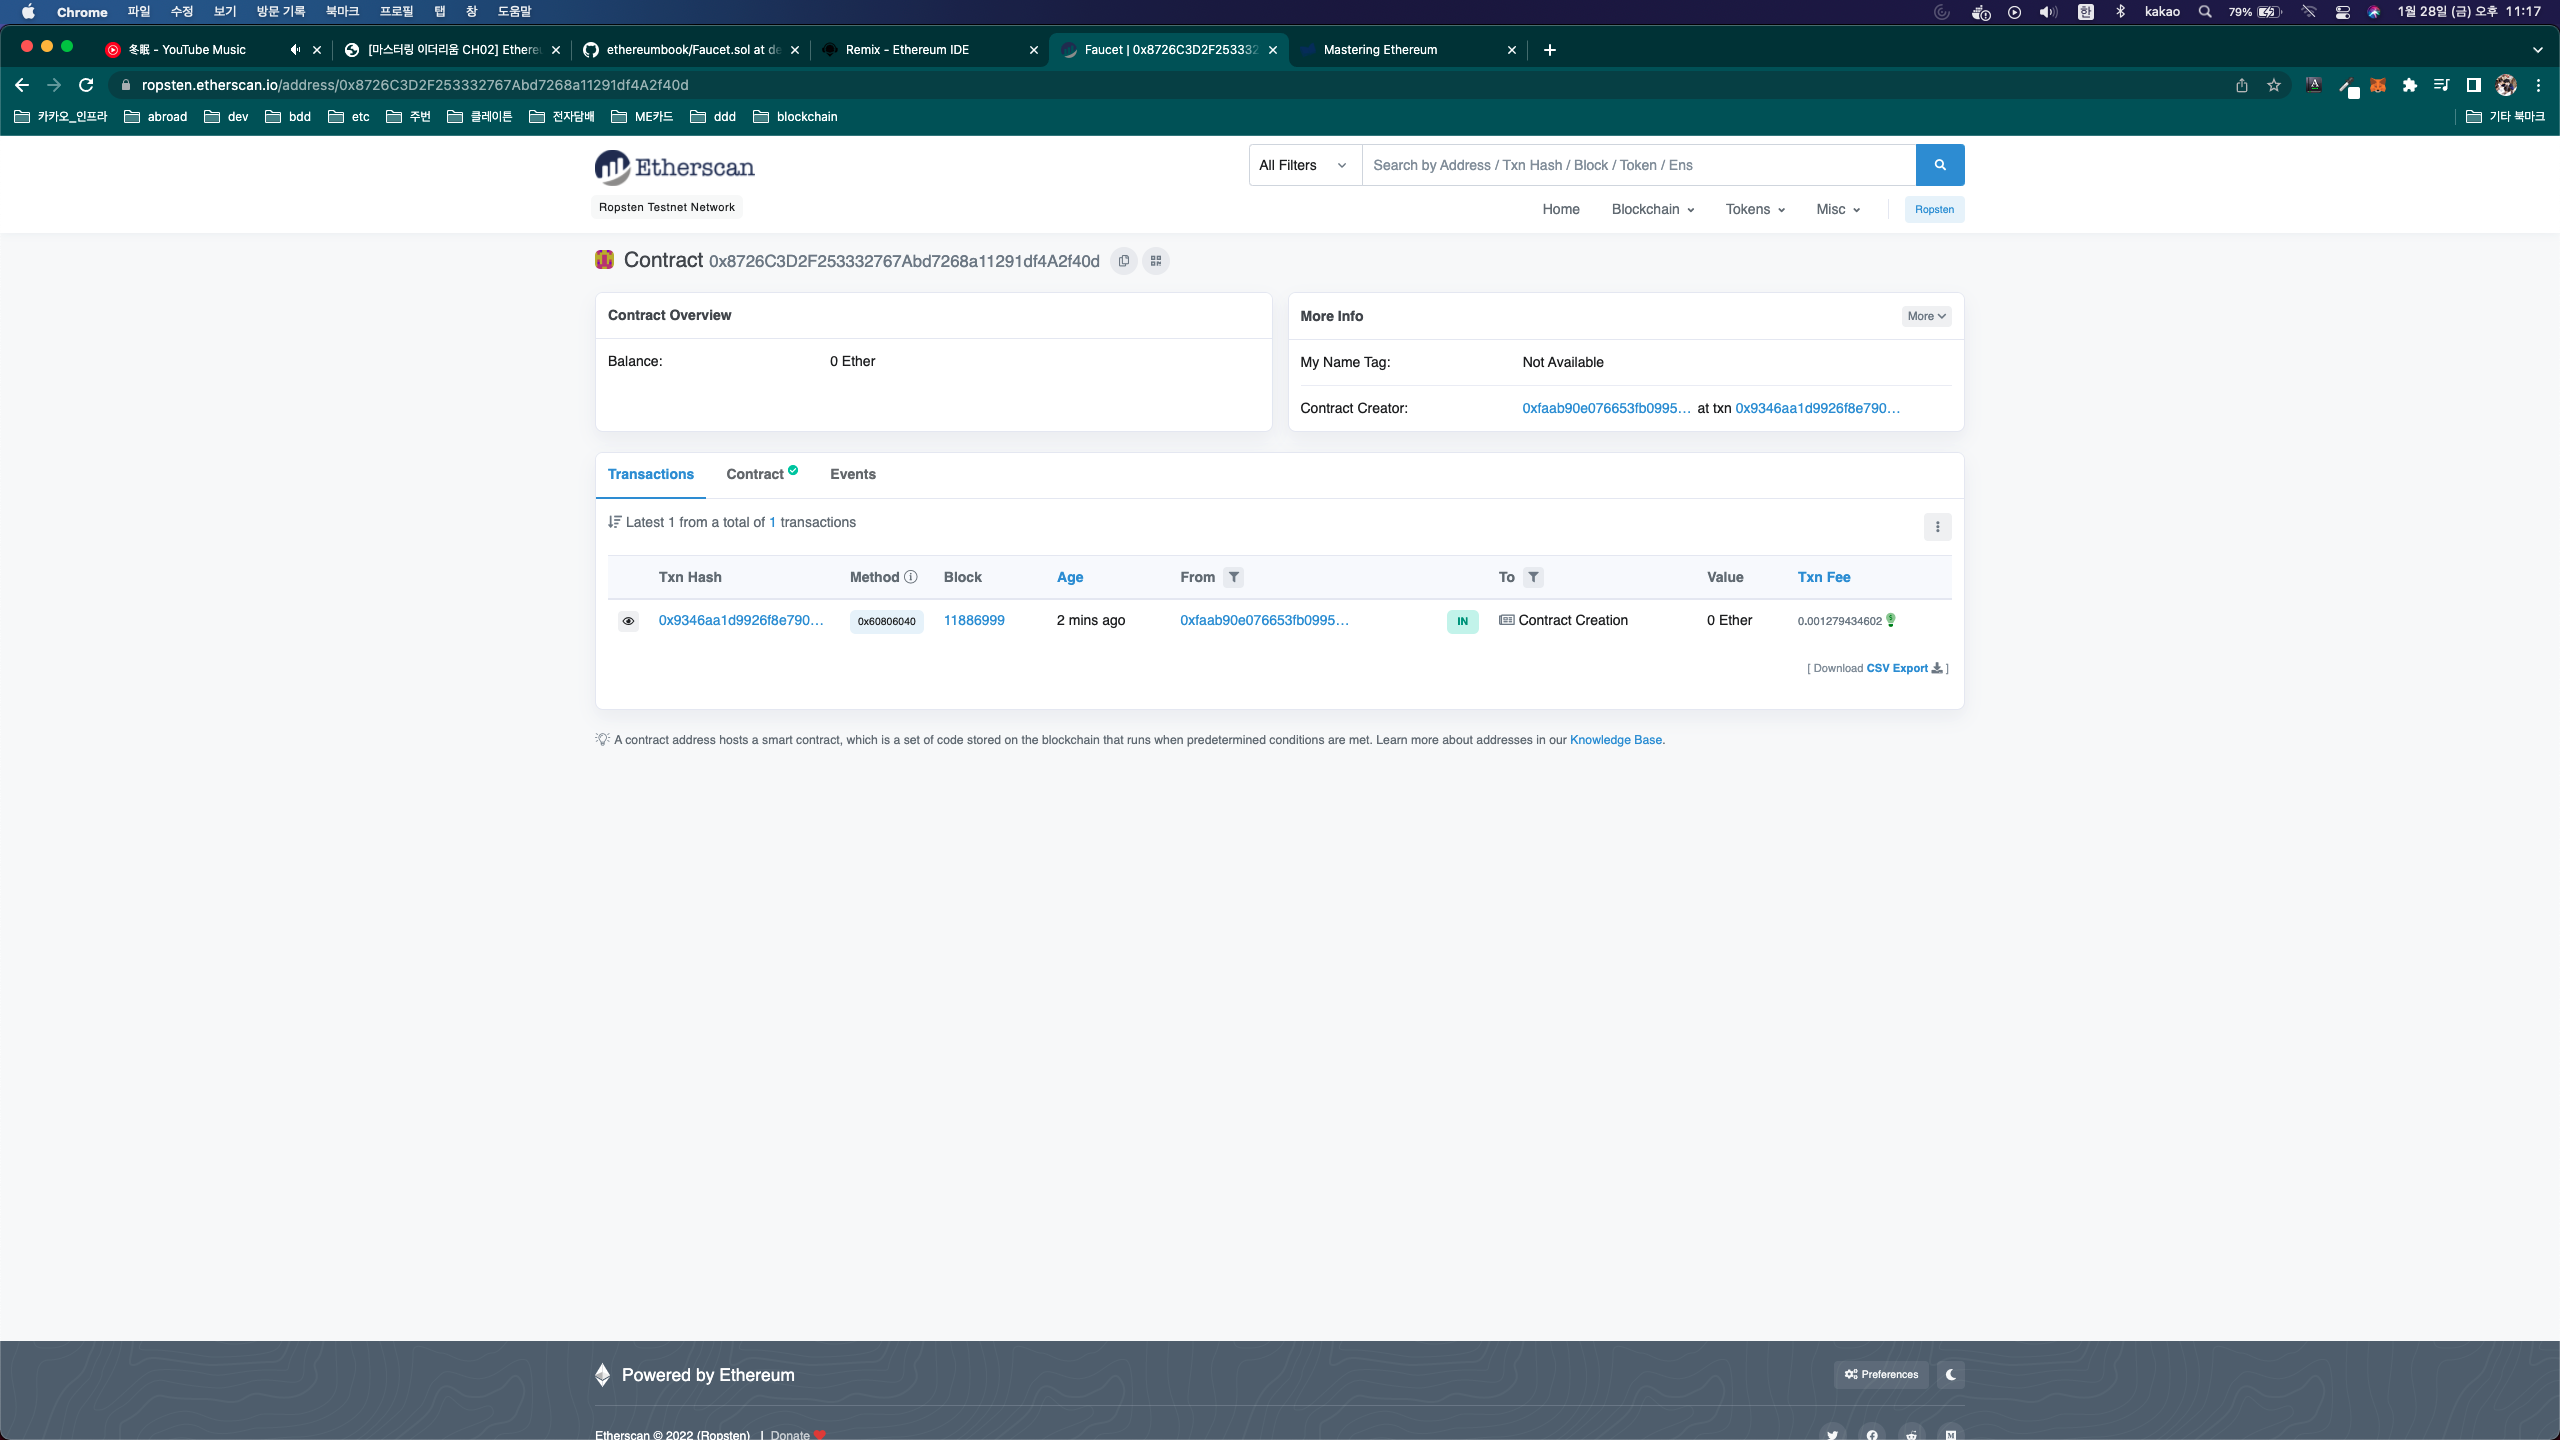 Chrome 파일 수정 보기 방문 기록 북마크 프로필 탭 창 도움말 한 kakao 79% 1월 28일 (금) 오후 11:17
冬眠 - YouTube Music [마스터링 이더리움 CH02] Ethere ethereumbook/Faucet.sol at de Remix - Ethereum IDE Faucet | 0x8726C3D2F253332 Mastering Ethereum
ropsten.etherscan.io/address/0x8726C3D2F253332767Abd7268a11291df4A2f40d
카카오_인프라 abroad dev bdd etc 주번 클레이튼 전자담배 ME카드 ddd blockchain 기타 북마크
Etherscan All Filters Search by Address / Txn Hash / Block / Token / Ens
Ropsten Testnet Network Home Blockchain Tokens Misc Ropsten
Contract 0x8726C3D2F253332767Abd7268a11291df4A2f40d
Contract Overview
Balance: 0 Ether
More Info More
My Name Tag: Not Available
Contract Creator: 0xfaab90e076653fb0995... at txn 0x9346aa1d9926f8e790...
Transactions Contract Events
Latest 1 from a total of 1 transactions
Txn Hash Method Block Age From To Value Txn Fee
0x9346aa1d9926f8e790... 0x60806040 11886999 2 mins ago 0xfaab90e076653fb0995... IN Contract Creation 0 Ether 0.001279434602
[ Download CSV Export ]
A contract address hosts a smart contract, which is a set of code stored on the blockchain that runs when predetermined conditions are met. Learn more about addresses in our Knowledge Base.
Powered by Ethereum Preferences
Etherscan © 2022 (Ropsten) | Donate